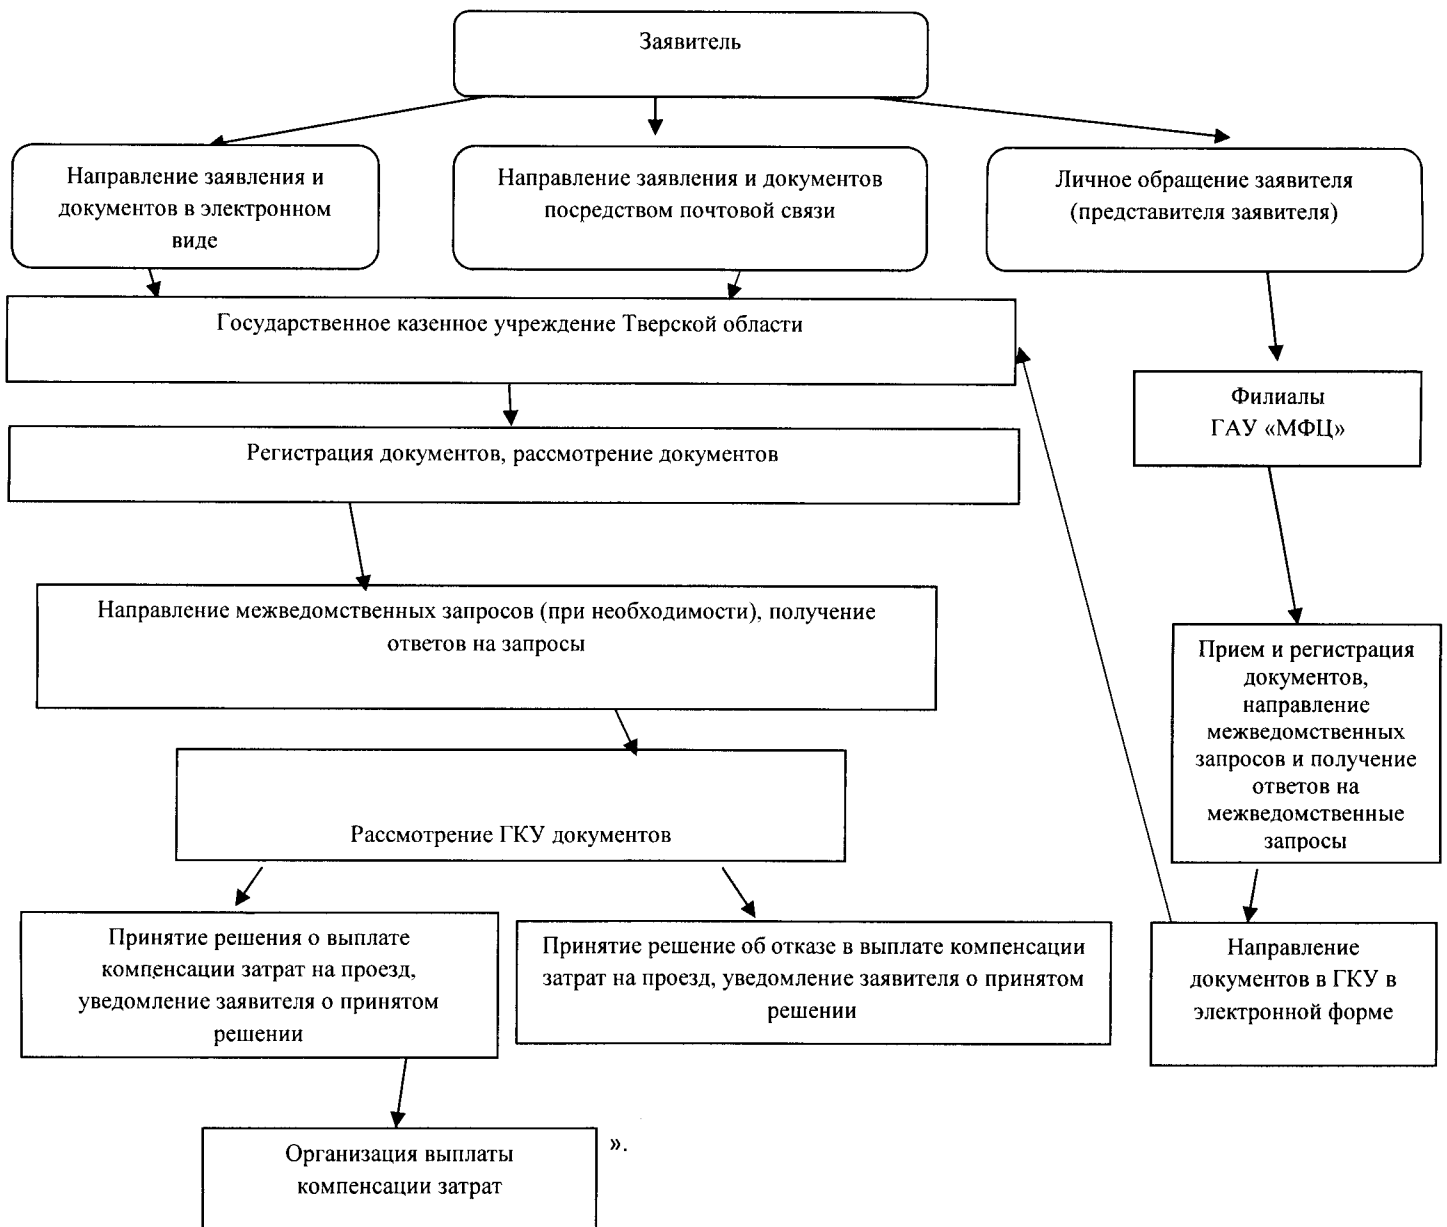 Заявитель
Направление заявления и
документов в электронном
виде
Направление заявления и документов
посредством почтовой связи
Личное обращение заявителя
(представителя заявителя)
Государственное казенное учреждение Тверской области
Филиалы
ГАУ «МФЦ»
Регистрация документов, рассмотрение документов
Направление межведомственных запросов (при необходимости), получение
ответов на запросы
Прием и регистрация
документов,
направление
межведомственных
запросов и получение
ответов на
межведомственные
запросы
Рассмотрение ГКУ документов
Принятие решения о выплате
компенсации затрат на проезд,
уведомление заявителя о принятом
решении
Принятие решение об отказе в выплате компенсации
затрат на проезд, уведомление заявителя о принятом
решении
Направление
документов в ГКУ в
электронной форме
Организация выплаты
компенсации затрат
».